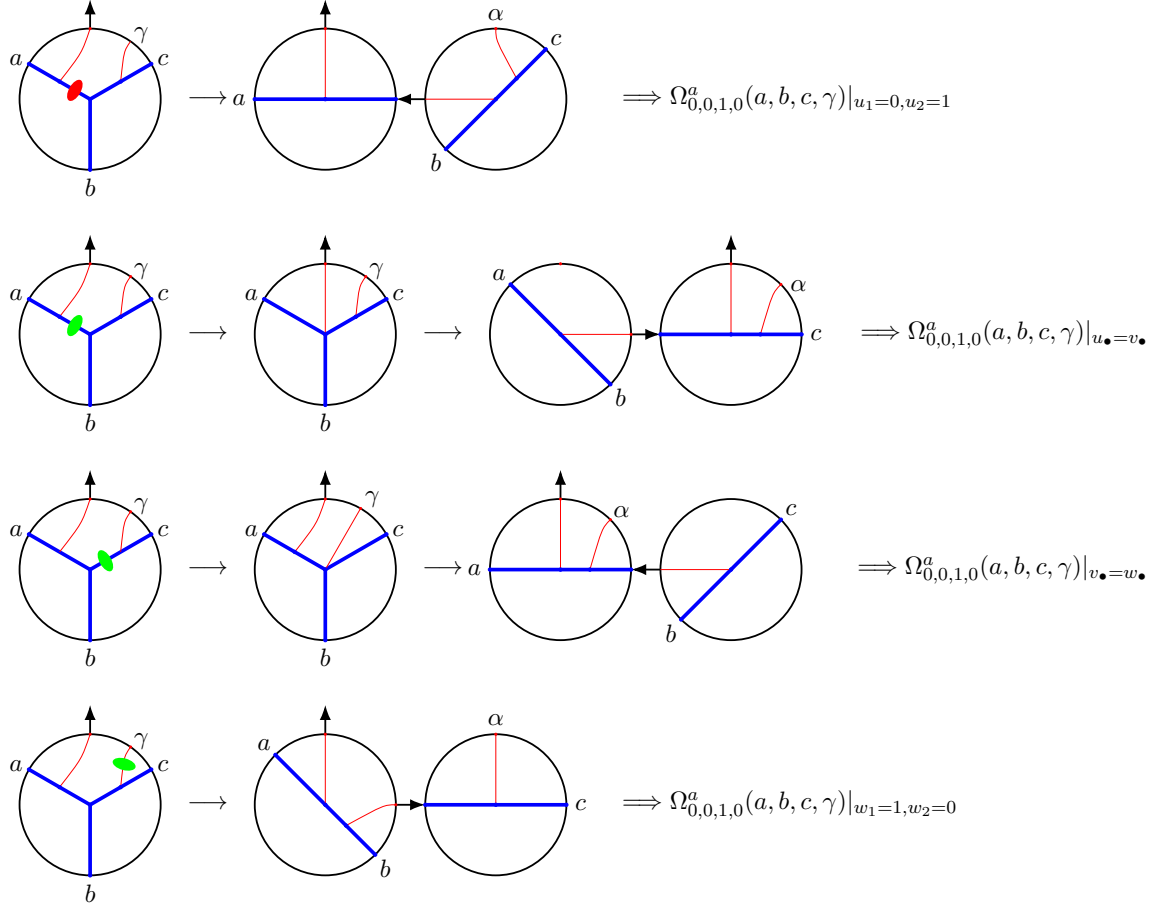 a γ c b ⟶ a b α c ⟹ Ω^a_{0,0,1,0}(a, b, c, γ)|_{u_1=0,u_2=1}
a γ c b ⟶ a γ c b ⟶ a b α c ⟹ Ω^a_{0,0,1,0}(a, b, c, γ)|_{u_•=v_•}
a γ c b ⟶ a γ c b ⟶ a α b c ⟹ Ω^a_{0,0,1,0}(a, b, c, γ)|_{v_•=w_•}
a γ c b ⟶ a b α c ⟹ Ω^a_{0,0,1,0}(a, b, c, γ)|_{w_1=1,w_2=0}